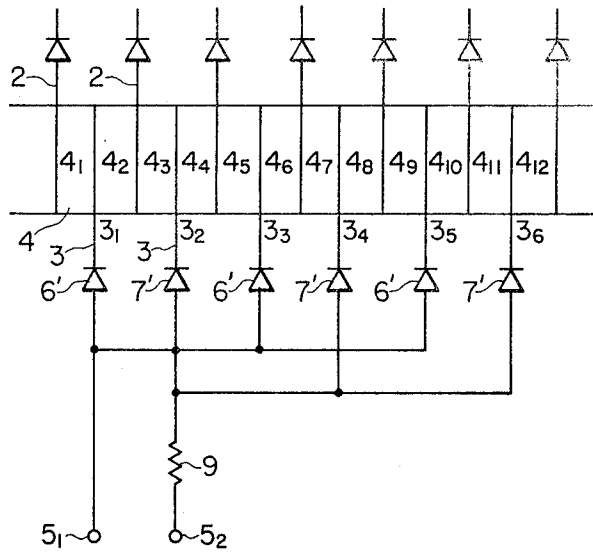 2 2
4₁ 4₂ 4₃ 4₄ 4₅ 4₆ 4₇ 4₈ 4₉ 4₁₀ 4₁₁ 4₁₂
4 3 3₁ 3 3₂ 3₃ 3₄ 3₅ 3₆
6' 7' 6' 7' 6' 7'
9
5₁ 5₂